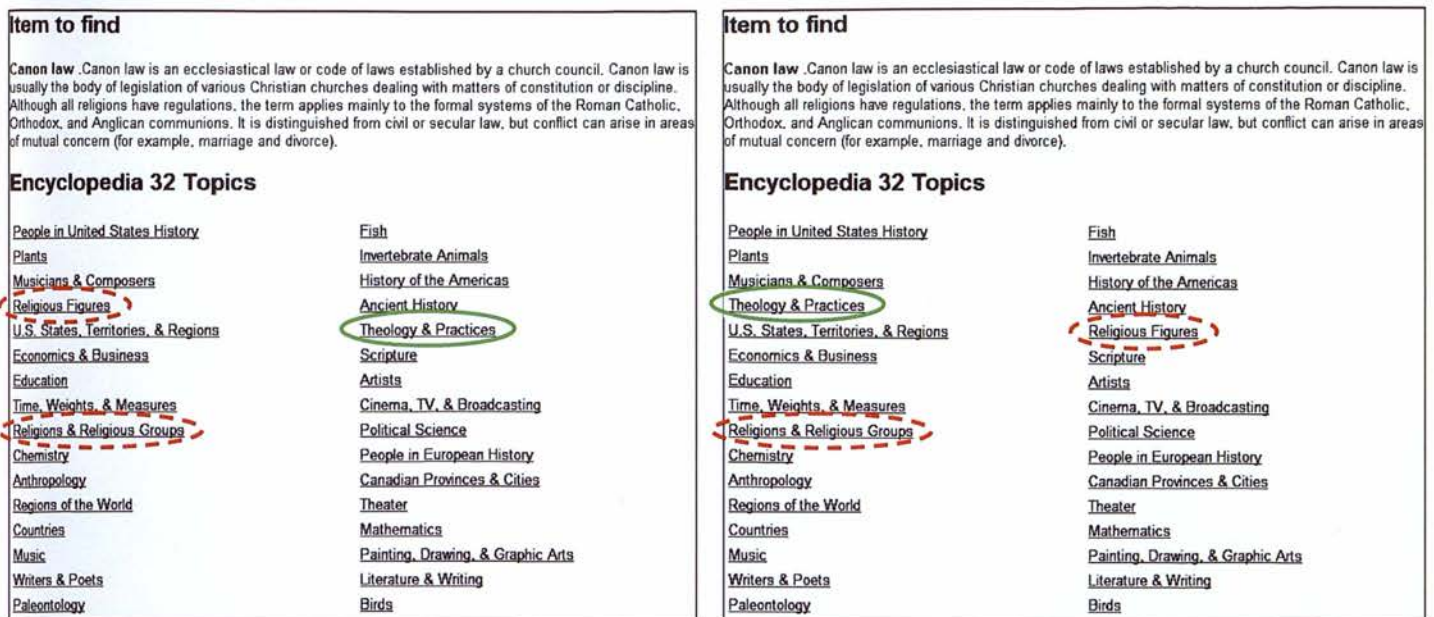 Item to find
Canon law .Canon law is an ecclesiastical law or code of laws established by a church council. Canon law is
usually the body of legislation of various Christian churches dealing with matters of constitution or discipline.
Although all religions have regulations, the term applies mainly to the formal systems of the Roman Catholic,
Orthodox, and Anglican communions. It is distinguished from civil or secular law, but conflict can arise in areas
of mutual concern (for example, marriage and divorce).
Encyclopedia 32 Topics
People in United States History
Plants
Musicians & Composers
Religious Figures
U.S. States, Territories, & Regions
Economics & Business
Education
Time, Weights, & Measures
Religions & Religious Groups
Chemistry
Anthropology
Regions of the World
Countries
Music
Writers & Poets
Paleontology
Fish
Invertebrate Animals
History of the Americas
Ancient History
Theology & Practices
Scripture
Artists
Cinema, TV, & Broadcasting
Political Science
People in European History
Canadian Provinces & Cities
Theater
Mathematics
Painting, Drawing, & Graphic Arts
Literature & Writing
Birds
Item to find
Canon law .Canon law is an ecclesiastical law or code of laws established by a church council. Canon law is
usually the body of legislation of various Christian churches dealing with matters of constitution or discipline.
Although all religions have regulations, the term applies mainly to the formal systems of the Roman Catholic,
Orthodox, and Anglican communions. It is distinguished from civil or secular law, but conflict can arise in areas
of mutual concern (for example, marriage and divorce).
Encyclopedia 32 Topics
People in United States History
Plants
Musicians & Composers
Theology & Practices
U.S. States, Territories, & Regions
Economics & Business
Education
Time, Weights, & Measures
Religions & Religious Groups
Chemistry
Anthropology
Regions of the World
Countries
Music
Writers & Poets
Paleontology
Fish
Invertebrate Animals
History of the Americas
Ancient History
Religious Figures
Scripture
Artists
Cinema, TV, & Broadcasting
Political Science
People in European History
Canadian Provinces & Cities
Theater
Mathematics
Painting, Drawing, & Graphic Arts
Literature & Writing
Birds